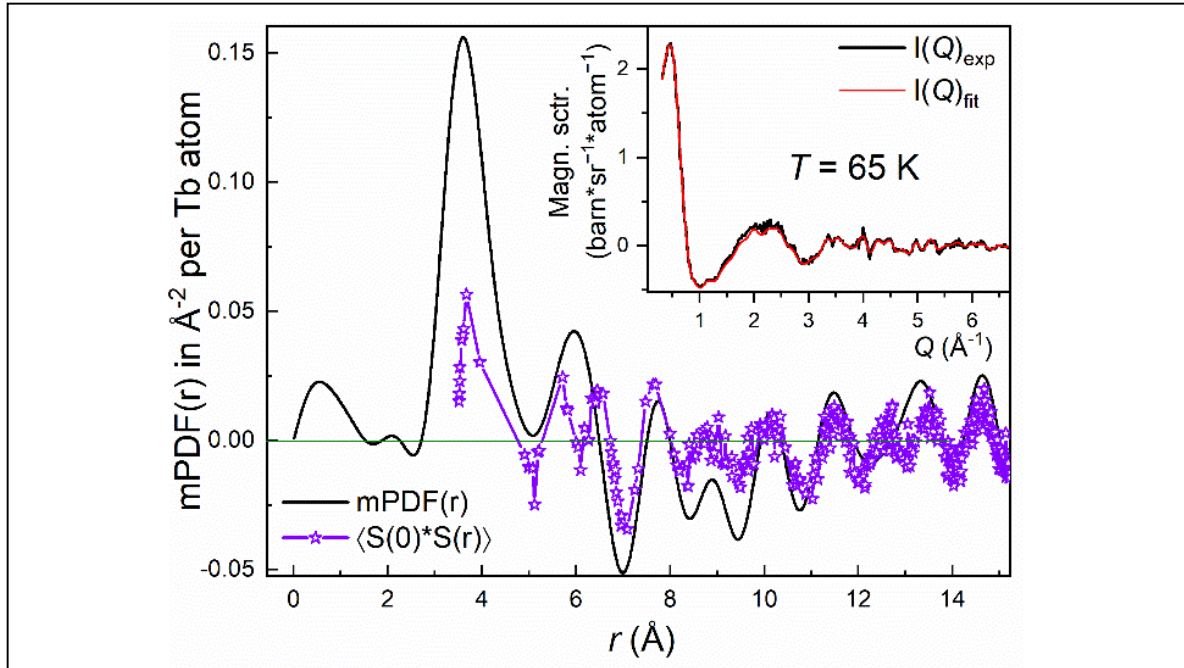 mPDF(r) in Å⁻² per Tb atom
0.15
0.10
0.05
0.00
-0.05
mPDF(r)
⟨S(0)*S(r)⟩
0 2 4 6 8 10 12 14
r (Å)
Magn. sctr.
(barn*sr⁻¹*atom⁻¹)
2
1
0
I(Q)exp
I(Q)fit
T = 65 K
1 2 3 4 5 6
Q (Å⁻¹)